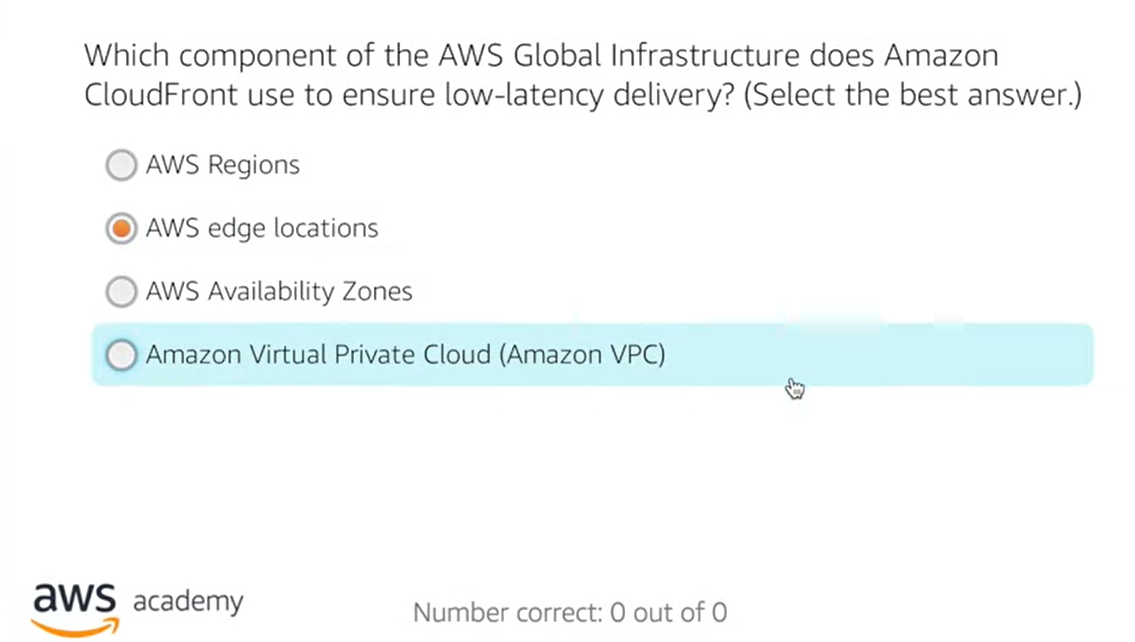 Which component of the AWS Global Infrastructure does Amazon
CloudFront use to ensure low-latency delivery? (Select the best answer.)
AWS Regions
AWS edge locations
AWS Availability Zones
Amazon Virtual Private Cloud (Amazon VPC)
aws academy
Number correct: 0 out of 0